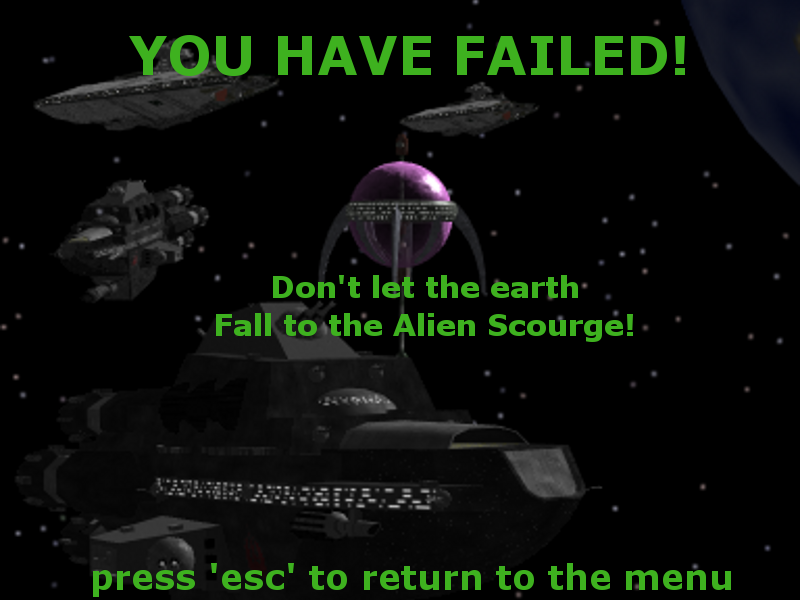 YOU HAVE FAILED!
Don't let the earth
Fall to the Alien Scourge!
press 'esc' to return to the menu